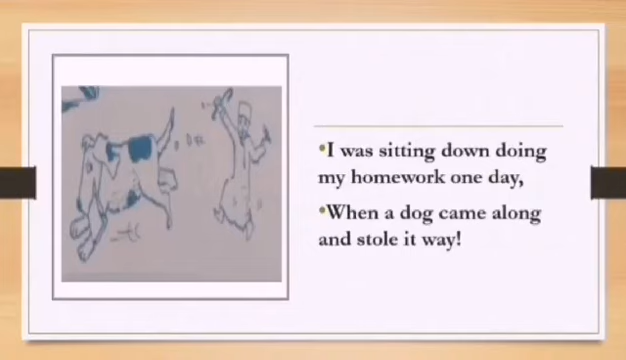 •I was sitting down doing
my homework one day,
•When a dog came along
and stole it way!